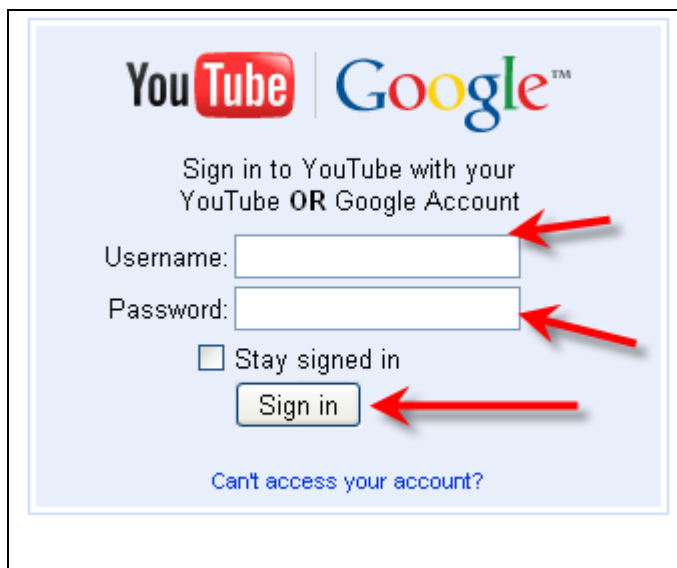 YouTube Google™
Sign in to YouTube with your
YouTube OR Google Account
Username:
Password:
Stay signed in
Sign in
Can't access your account?